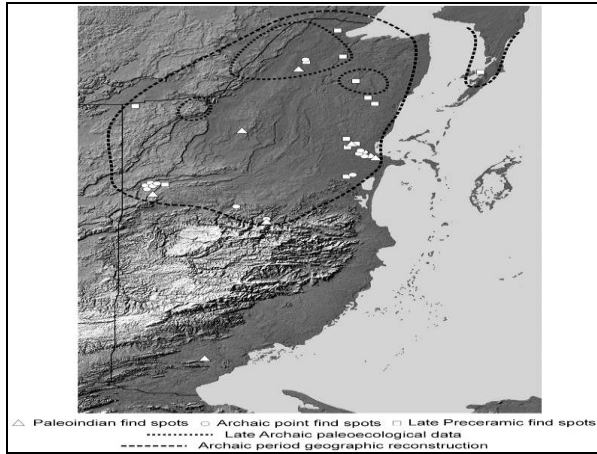 Paleoindian find spots Archaic point find spots Late Preceramic find spots
Late Archaic paleoecological data
Archaic period geographic reconstruction